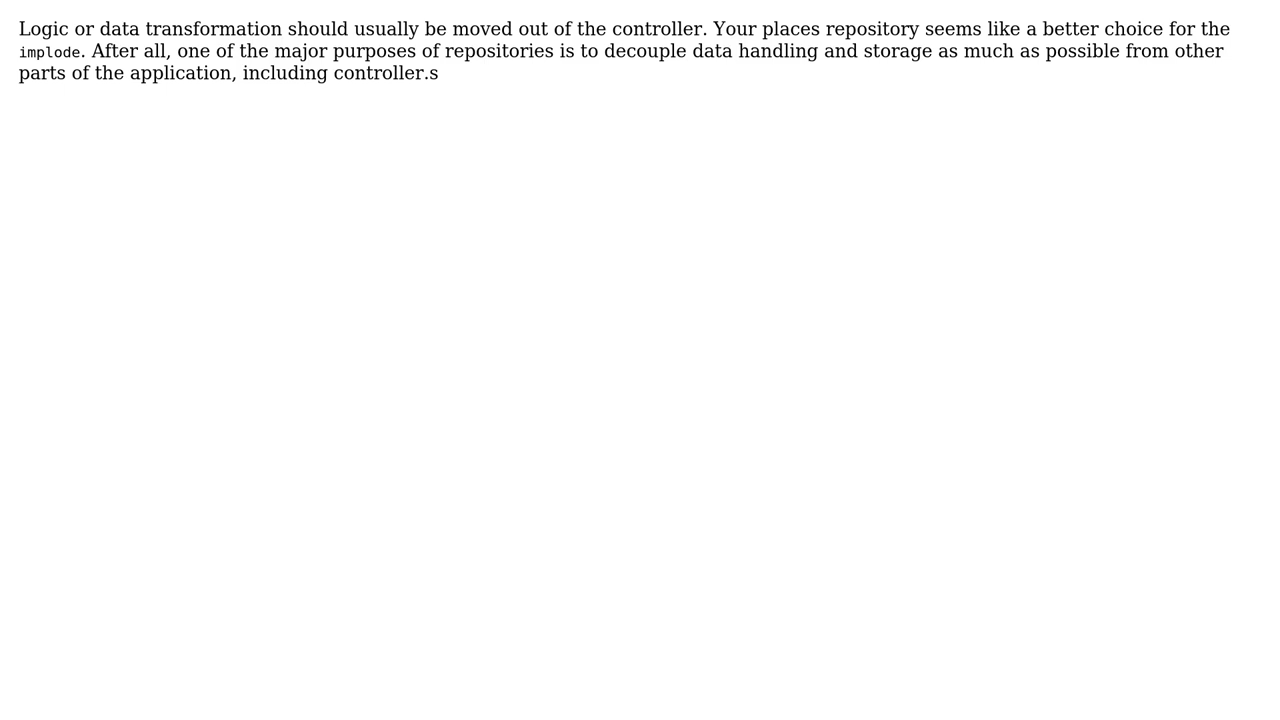 Logic or data transformation should usually be moved out of the controller. Your places repository seems like a better choice for the
implode. After all, one of the major purposes of repositories is to decouple data handling and storage as much as possible from other
parts of the application, including controller.s